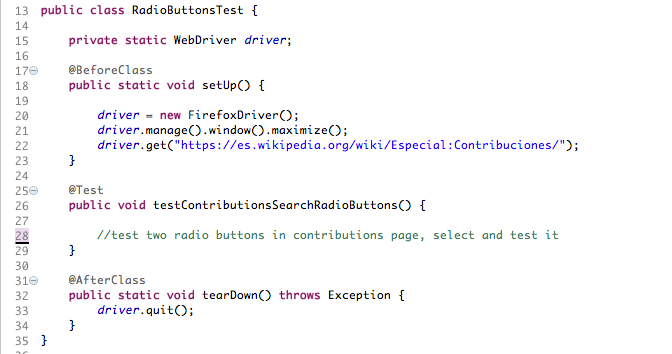 13 public class RadioButtonsTest {
14
15 private static WebDriver driver;
16
17 @BeforeClass
18 public static void setUp() {
19
20 driver = new FirefoxDriver();
21 driver.manage().window().maximize();
22 driver.get("https://es.wikipedia.org/wiki/Especial:Contribuciones/");
23 }
24
25 @Test
26 public void testContributionsSearchRadioButtons() {
27
28 //test two radio buttons in contributions page, select and test it
29 }
30
31 @AfterClass
32 public static void tearDown() throws Exception {
33 driver.quit();
34 }
35 }